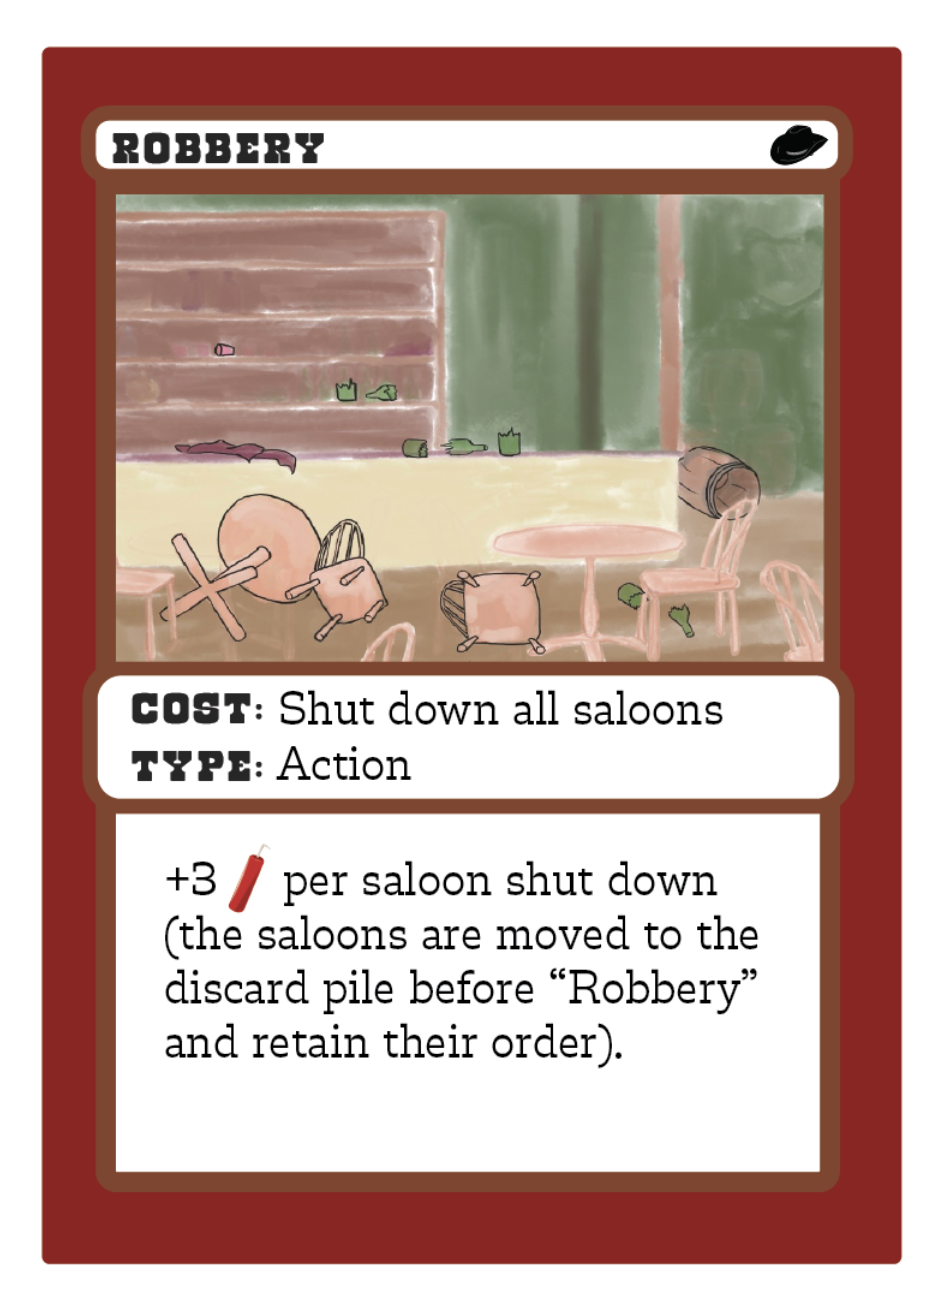 ROBBERY
COST: Shut down all saloons
TYPE: Action
+3 per saloon shut down
(the saloons are moved to the
discard pile before “Robbery”
and retain their order).